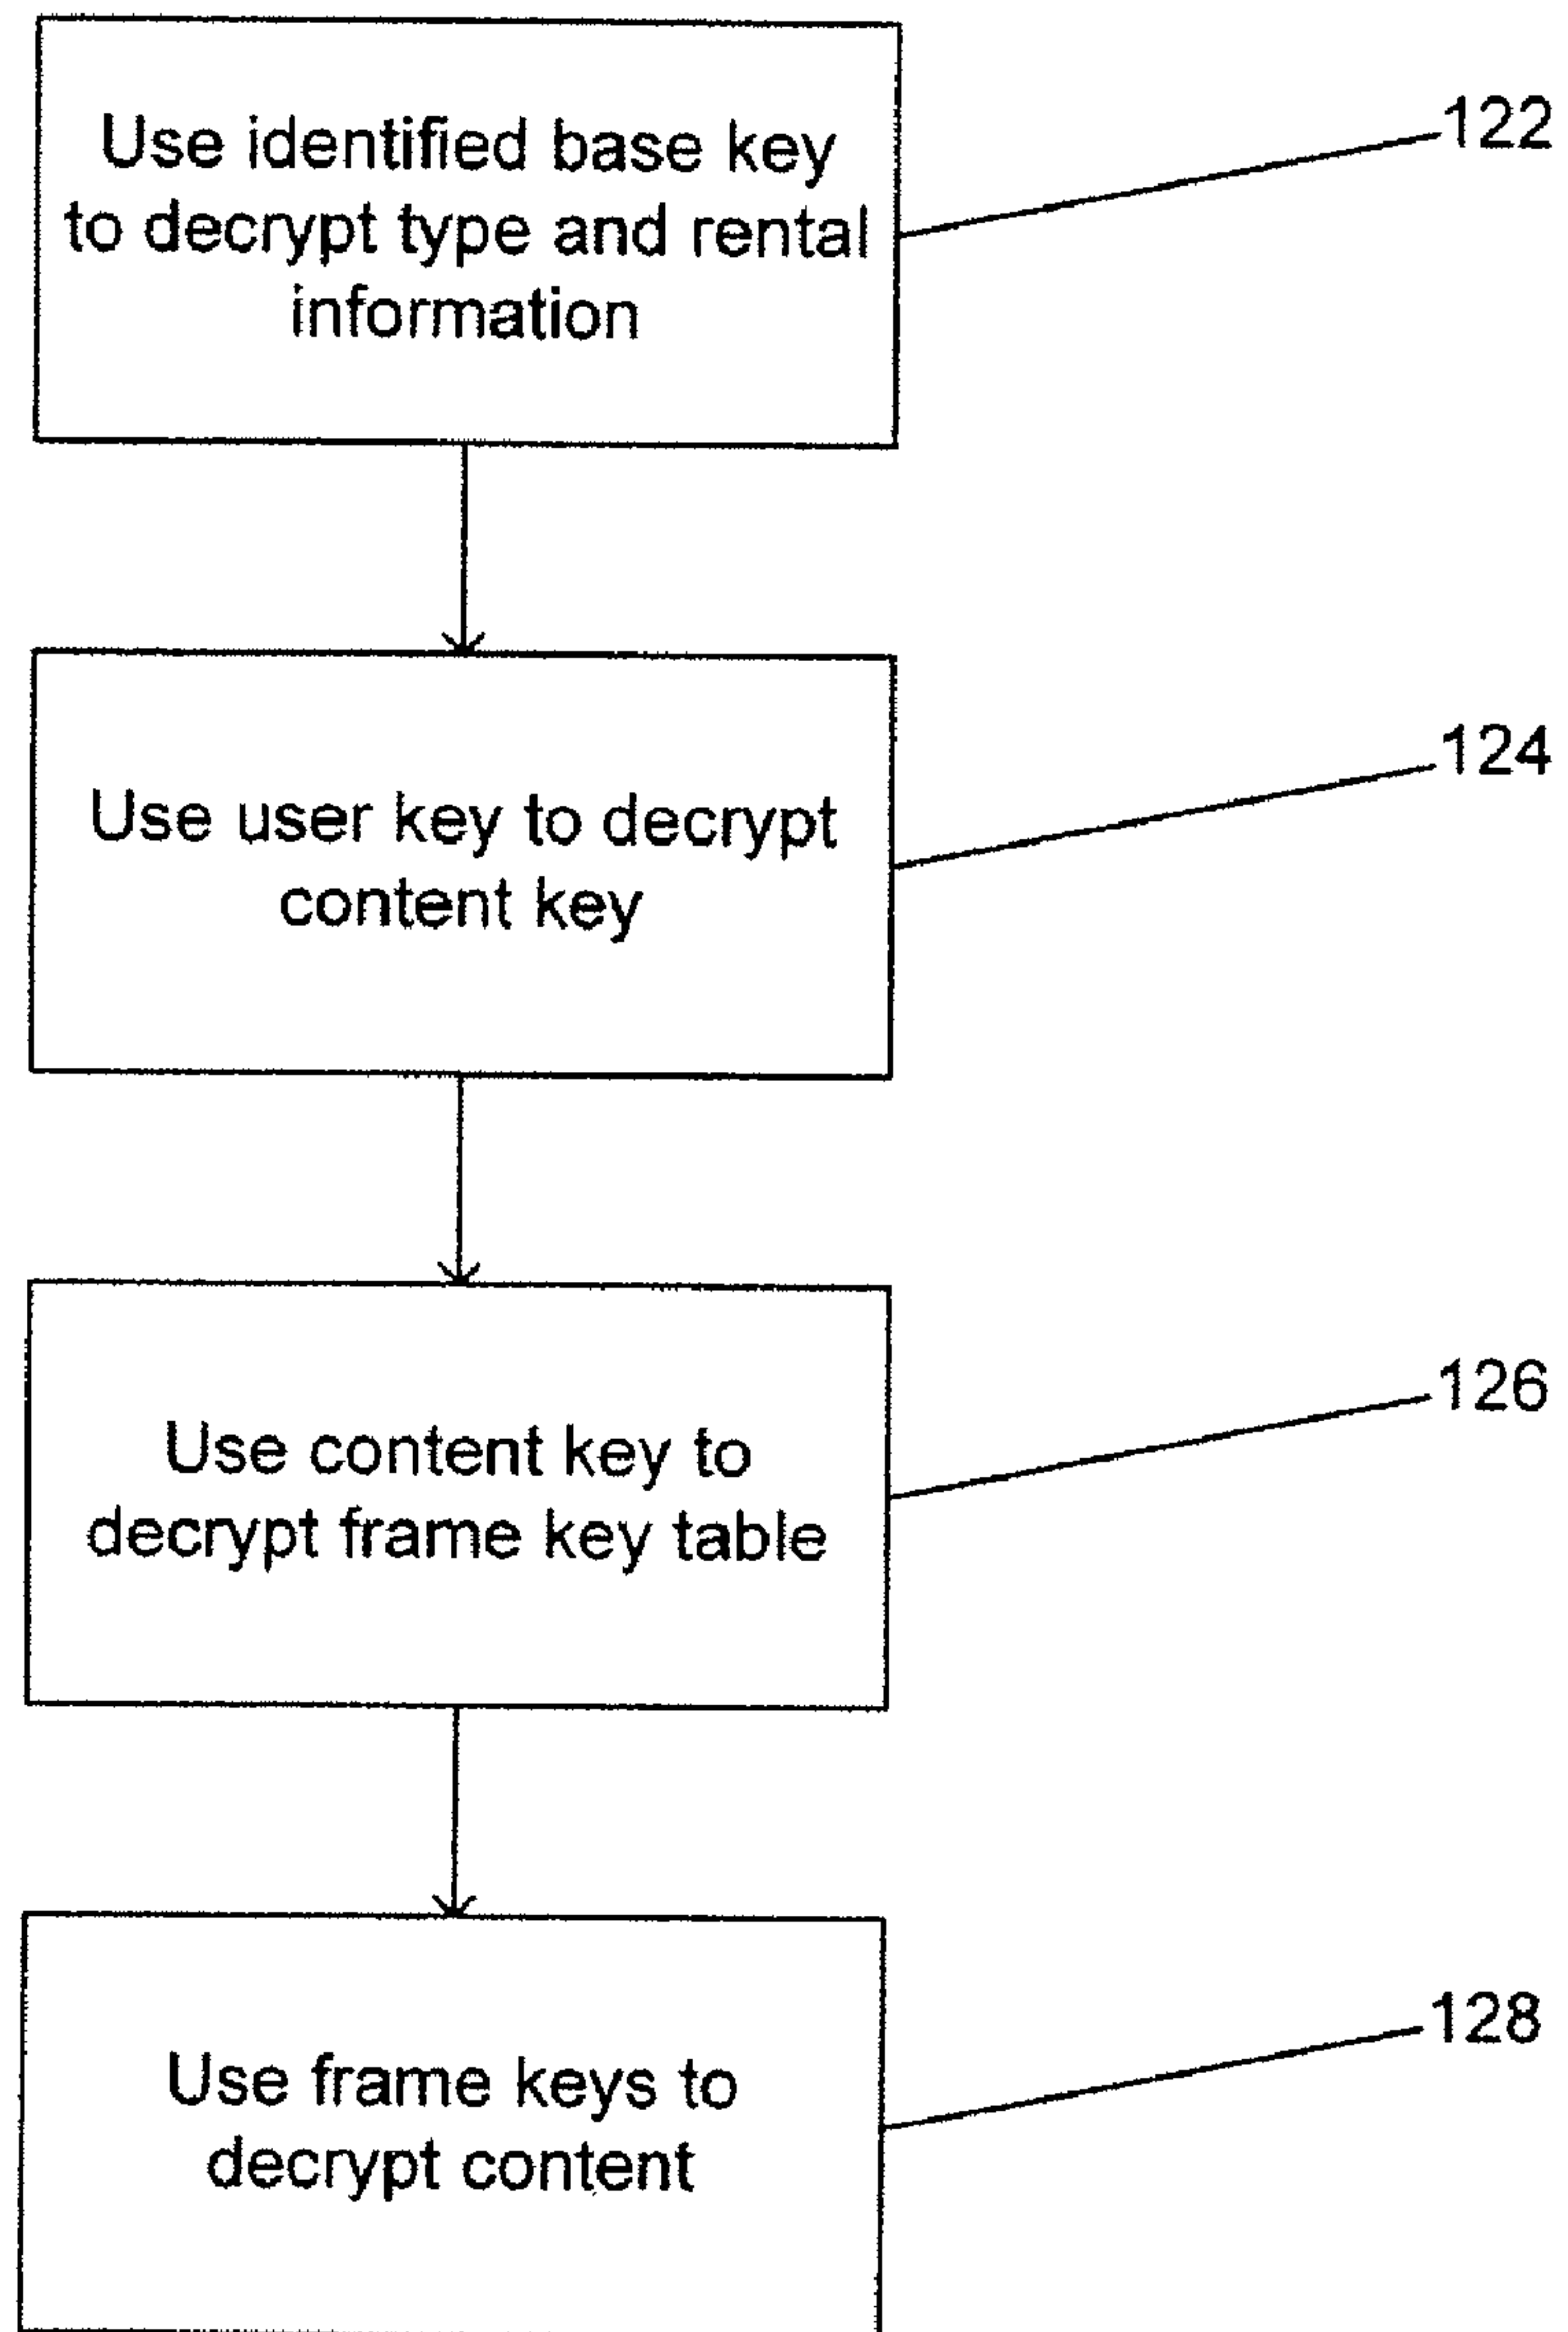 Use identified base key
to decrypt type and rental
information
122
Use user key to decrypt
content key
124
Use content key to
decrypt frame key table
126
Use frame keys to
decrypt content
128